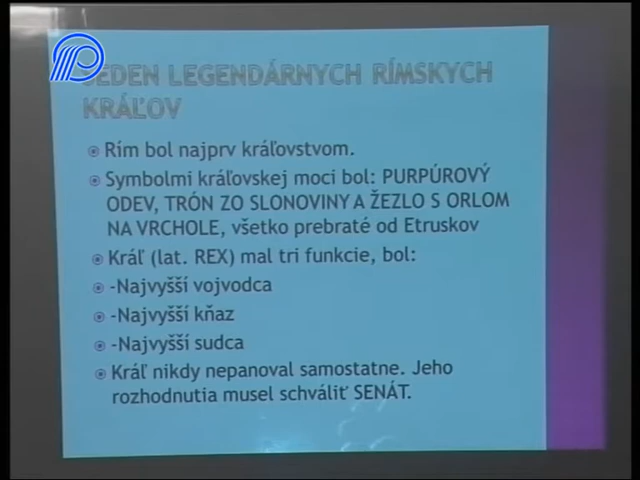 SEDEN LEGENDÁRNYCH RÍMSKYCH
KRÁĽOV
Rím bol najprv kráľovstvom.
Symbolmi kráľovskej moci bol: PURPÚROVÝ
ODEV, TRÓN ZO SLONOVINY A ŽEZLO S ORLOM
NA VRCHOLE, všetko prebraté od Etruskov
Kráľ (lat. REX) mal tri funkcie, bol:
-Najvyšší vojvodca
-Najvyšší kňaz
-Najvyšší sudca
Kráľ nikdy nepanoval samostatne. Jeho
rozhodnutia musel schváliť SENÁT.